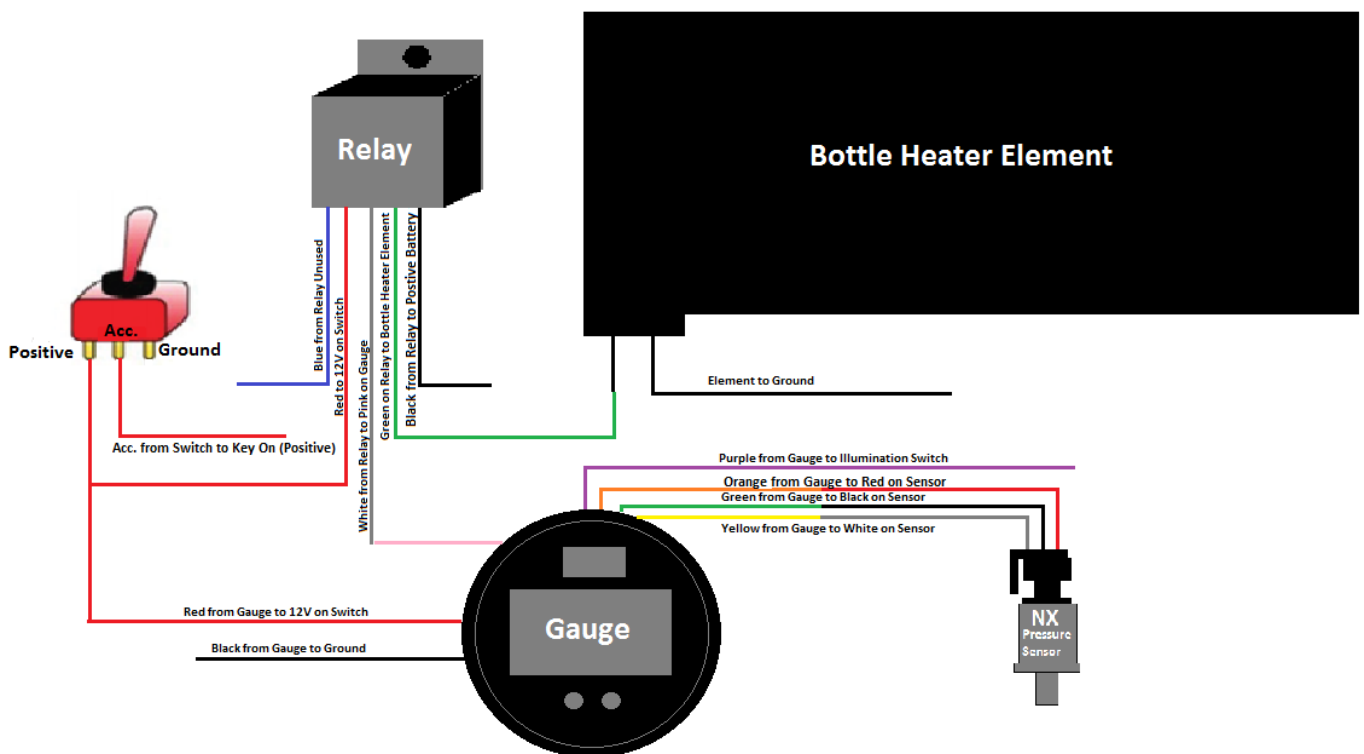 Relay
Bottle Heater Element
Acc.
Positive
Ground
Blue from Relay Unused
Red to 12V on Switch
White from Relay to Pink on Gauge
Green on Relay to Bottle Heater Element
Black from Relay to Postive Battery
Element to Ground
Acc. from Switch to Key On (Positive)
Purple from Gauge to Illumination Switch
Orange from Gauge to Red on Sensor
Green from Gauge to Black on Sensor
Yellow from Gauge to White on Sensor
Red from Gauge to 12V on Switch
Black from Gauge to Ground
Gauge
NX
Pressure
Sensor